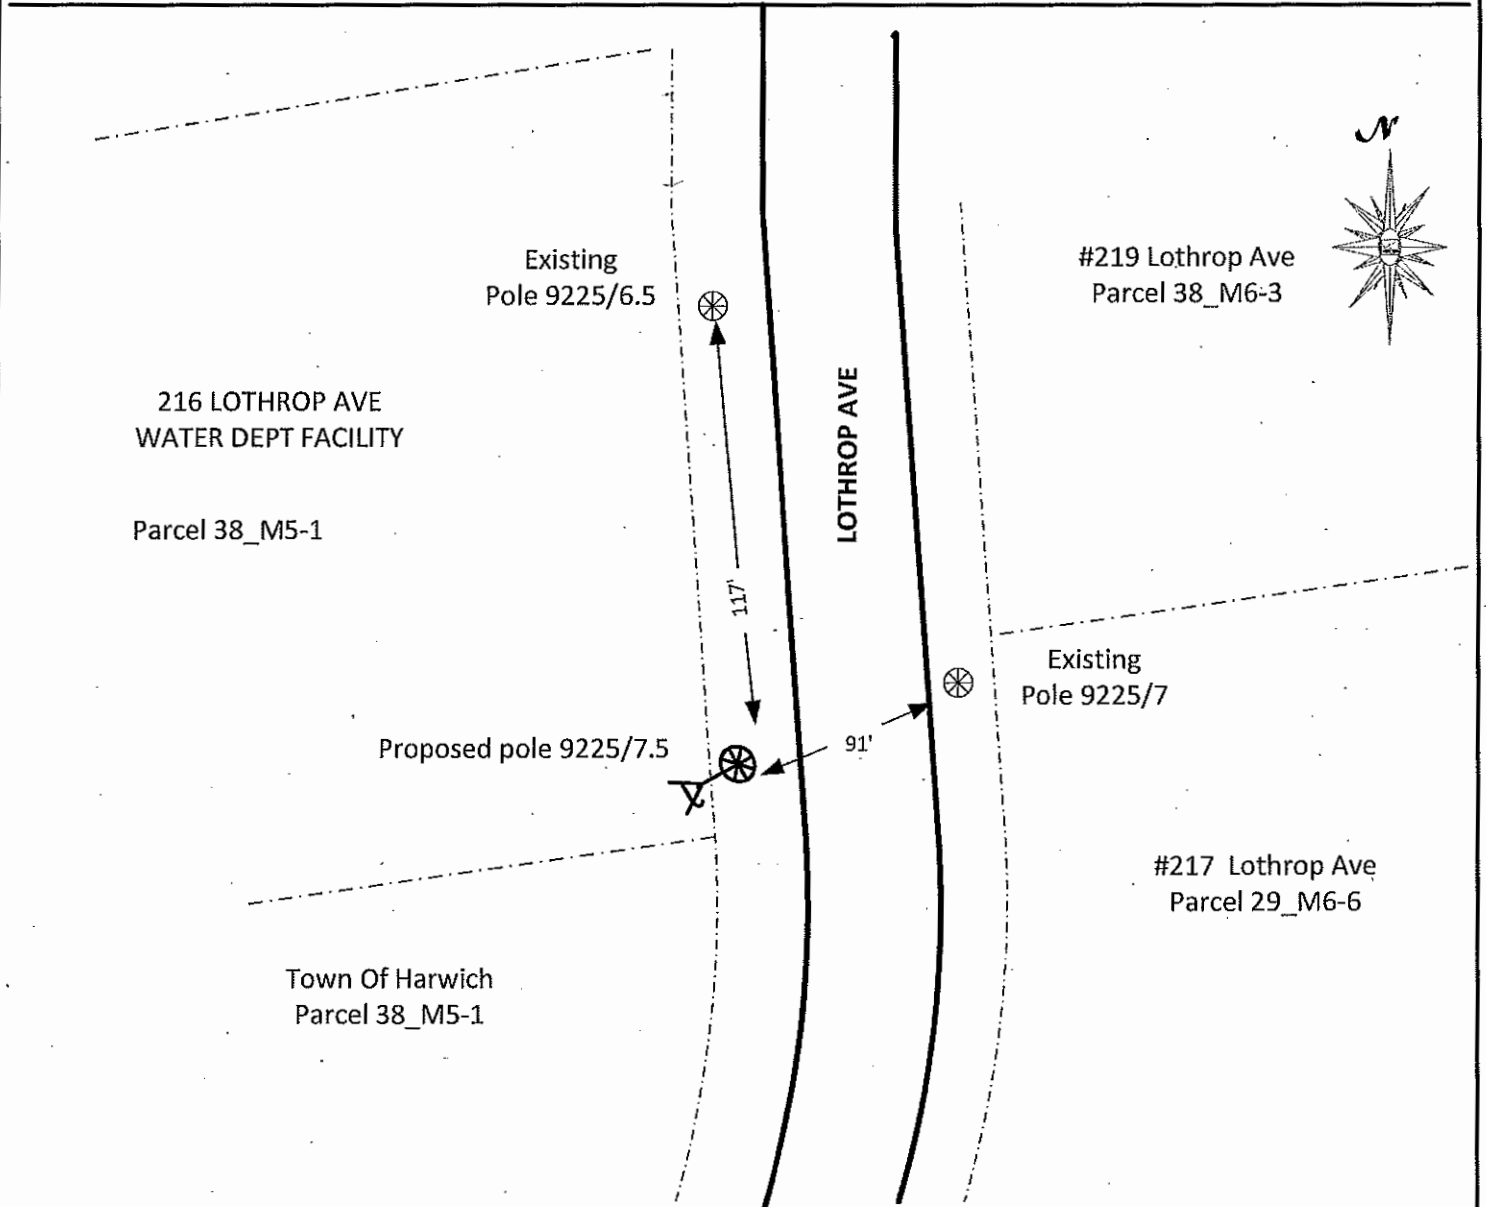 N
Existing
Pole 9225/6.5
#219 Lothrop Ave
Parcel 38_M6-3
216 LOTHROP AVE
WATER DEPT FACILITY
Parcel 38_M5-1
LOTHROP AVE
117'
Existing
Pole 9225/7
Proposed pole 9225/7.5
91'
#217 Lothrop Ave
Parcel 29_M6-6
Town Of Harwich
Parcel 38_M5-1